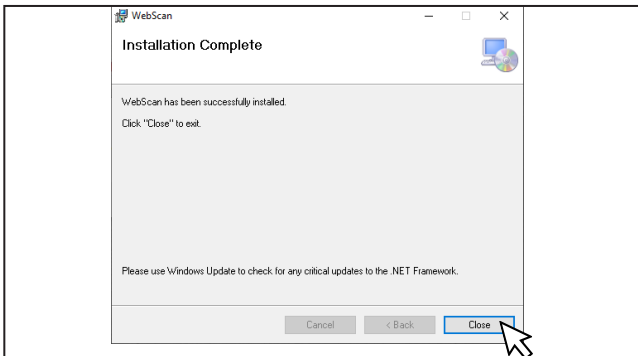 WebScan
Installation Complete
WebScan has been successfully installed.
Click "Close" to exit.
Please use Windows Update to check for any critical updates to the .NET Framework.
Cancel < Back Close